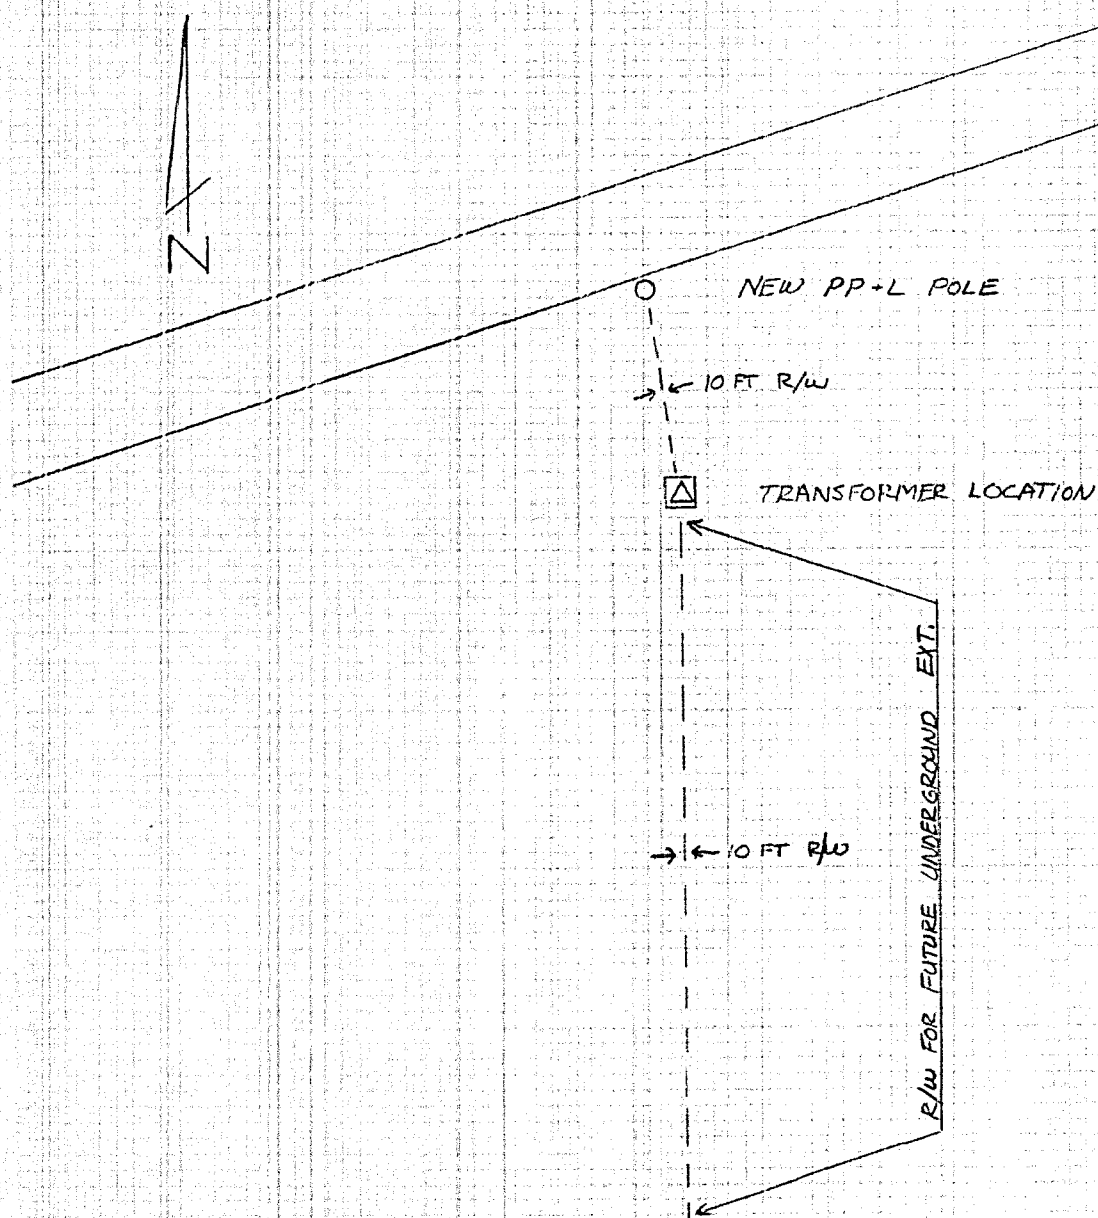 N
NEW PP+L POLE
10 FT R/W
TRANSFORMER LOCATION
R/W FOR FUTURE UNDERGROUND EXT.
10 FT R/W